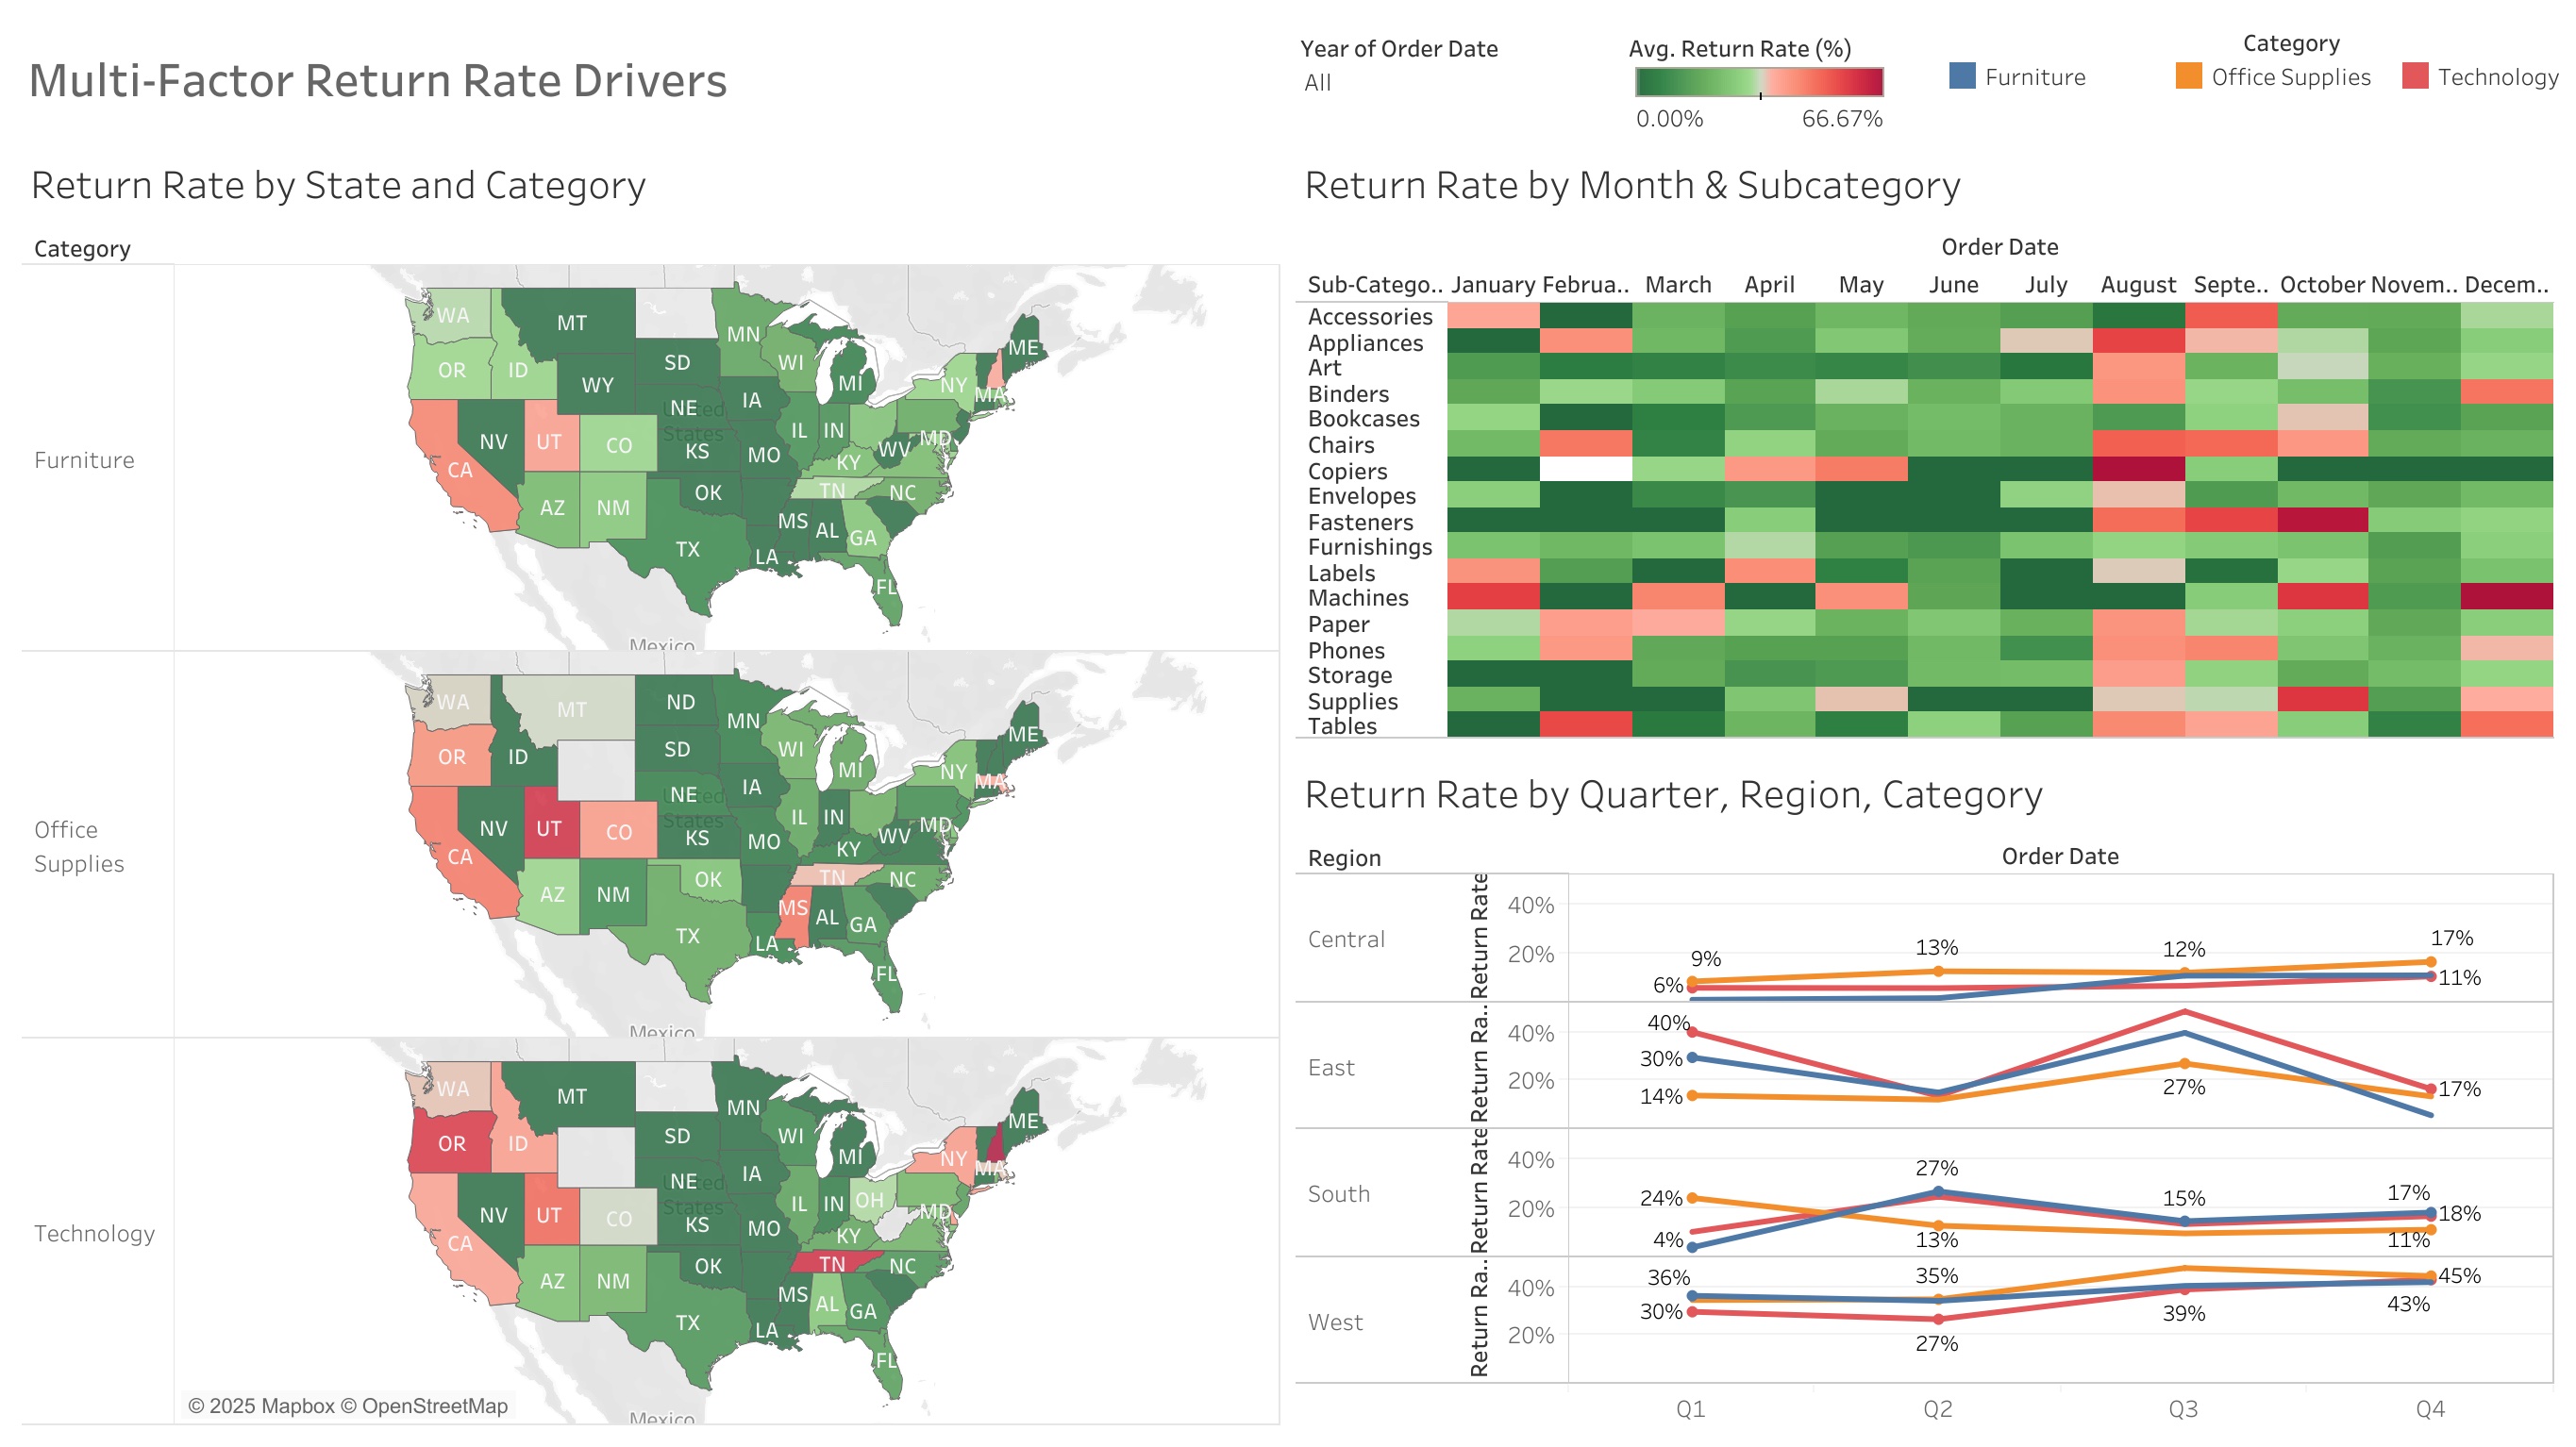 Multi-Factor Return Rate Drivers
Year of Order Date
All
Avg. Return Rate (%)
0.00% 66.67%
Category
Furniture Office Supplies Technology
Return Rate by State and Category
Category
Furniture
WA MT MN ME
OR ID SD WI
WY MI NY MA
NV UT CO NE IA
United States
CA KS IL IN MD
MO KY WV
AZ NM OK TN NC
TX MS AL GA
LA FL
Mexico
Office
Supplies
WA MT ND MN ME
OR ID SD WI
MI NY MA
NV UT CO NE IA
United States
CA KS IL IN MD
MO KY WV
AZ NM OK TN NC
TX MS AL GA
LA FL
Mexico
Technology
WA MT MN ME
OR ID SD WI
MI NY MA
NV UT CO NE IA
United States
CA KS IL IN OH MD
MO KY
AZ NM OK TN NC
TX MS AL GA
LA FL
Mexico
© 2025 Mapbox © OpenStreetMap
Return Rate by Month & Subcategory
Order Date
Sub-Catego.. January Februa.. March April May June July August Septe.. October Novem.. Decem..
Accessories
Appliances
Art
Binders
Bookcases
Chairs
Copiers
Envelopes
Fasteners
Furnishings
Labels
Machines
Paper
Phones
Storage
Supplies
Tables
Return Rate by Quarter, Region, Category
Region
Order Date
Central
Return Rate
40%
20%
9% 13% 12% 17%
6% 11%
East
Return Ra..
40%
20%
40%
30%
14% 27% 17%
South
Return Rate
40%
20%
27%
24% 15% 17%
18%
4% 13% 11%
West
Return Ra..
40%
20%
36% 35% 45%
30% 27% 39% 43%
Q1 Q2 Q3 Q4